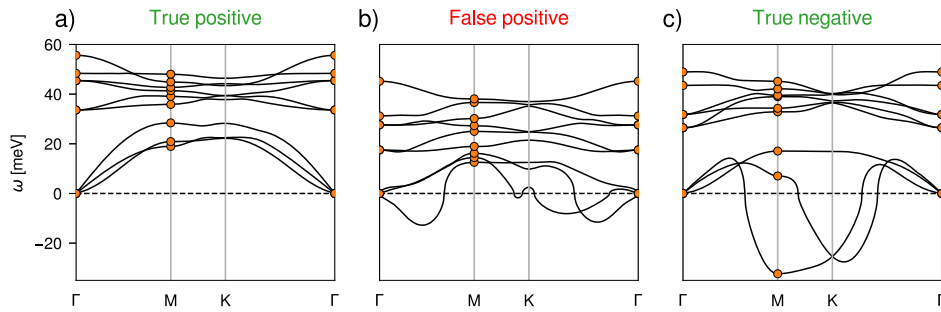 a) True positive
b) False positive
c) True negative
ω [meV]
60
40
20
0
−20
Γ M K Γ
Γ M K Γ
Γ M K Γ